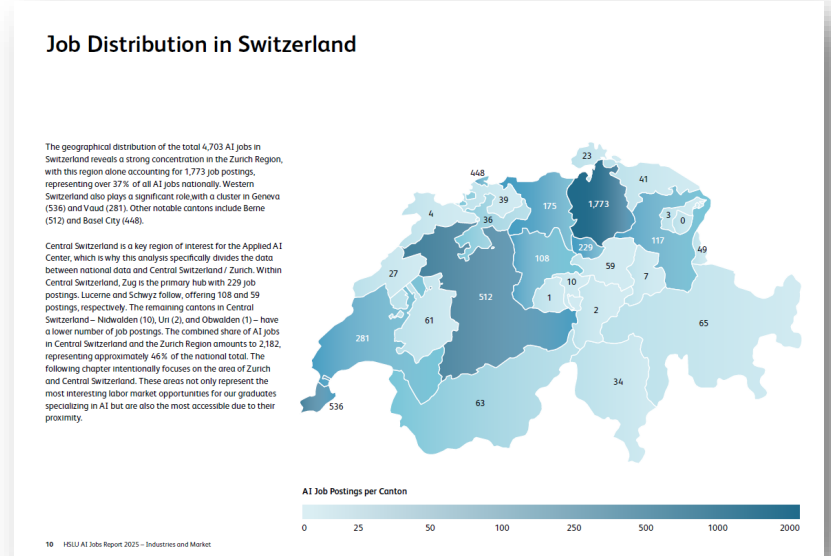 Job Distribution in Switzerland
The geographical distribution of the total 4,703 AI jobs in
Switzerland reveals a strong concentration in the Zurich Region,
with this region alone accounting for 1,773 job postings,
representing over 37% of all AI jobs nationally. Western
Switzerland also plays a significant role,with a cluster in Geneva
(536) and Vaud (281). Other notable cantons include Berne
(512) and Basel City (448).
Central Switzerland is a key region of interest for the Applied AI
Center, which is why this analysis specifically divides the data
between national data and Central Switzerland / Zurich. Within
Central Switzerland, Zug is the primary hub with 229 job
postings. Lucerne and Schwyz follow, offering 108 and 59
postings, respectively. The remaining cantons in Central
Switzerland – Nidwalden (10), Uri (2), and Obwalden (1) – have
a lower number of job postings. The combined share of AI jobs
in Central Switzerland and the Zurich Region amounts to 2,182,
representing approximately 46% of the national total. The
following chapter intentionally focuses on the area of Zurich
and Central Switzerland. These areas not only represent the
most interesting labor market opportunities for our graduates
specializing in AI but are also the most accessible due to their
proximity.
23
448
41
39
175
1,773
4
36
3
0
229
117
49
108
59
27
7
10
1
512
2
61
65
281
34
63
536
AI Job Postings per Canton
0 25 50 100 250 500 1000 2000
10 HSLU AI Jobs Report 2025 – Industries and Market